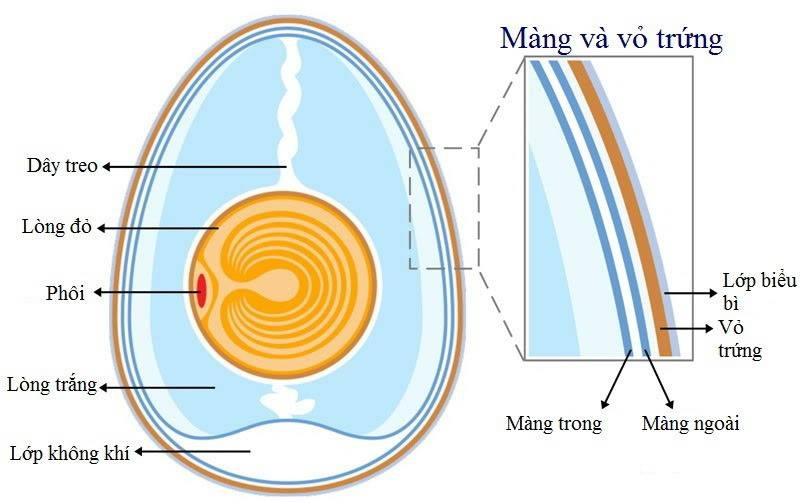 Màng và vỏ trứng
Dây treo
Lòng đỏ
Phôi
Lòng trắng
Lớp không khí
Lớp biểu
bì
Vỏ
trứng
Màng trong
Màng ngoài